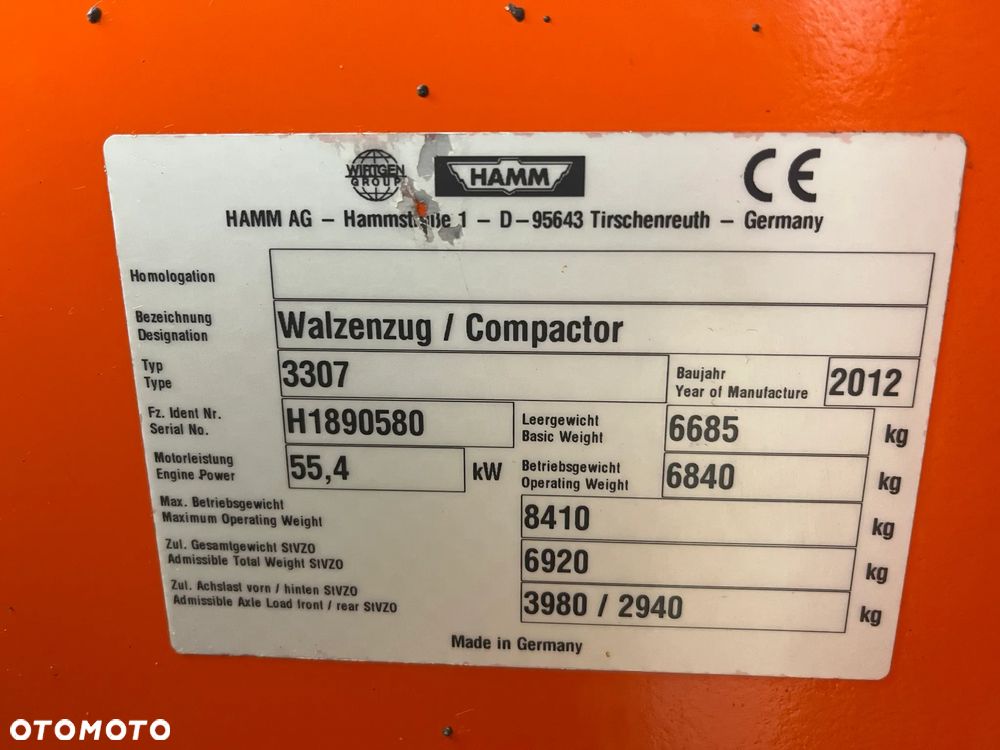 WIRTGEN
GROUP
HAMM
CE
HAMM AG – Hammstraße 1 – D–95643 Tirschenreuth – Germany
Homologation
Bezeichnung
Designation
Walzenzug / Compactor
Typ
Type
3307
Baujahr
Year of Manufacture
2012
Fz. Ident Nr.
Serial No.
H1890580
Leergewicht
Basic Weight
6685 kg
Motorleistung
Engine Power
55,4 kW
Betriebsgewicht
Operating Weight
6840 kg
Max. Betriebsgewicht
Maximum Operating Weight
8410 kg
Zul. Gesamtgewicht StVZO
Admissible Total Weight StVZO
6920 kg
Zul. Achslast vorn / hinten StVZO
Admissible Axle Load front / rear StVZO
3980 / 2940 kg
Made in Germany
OTOMOTO